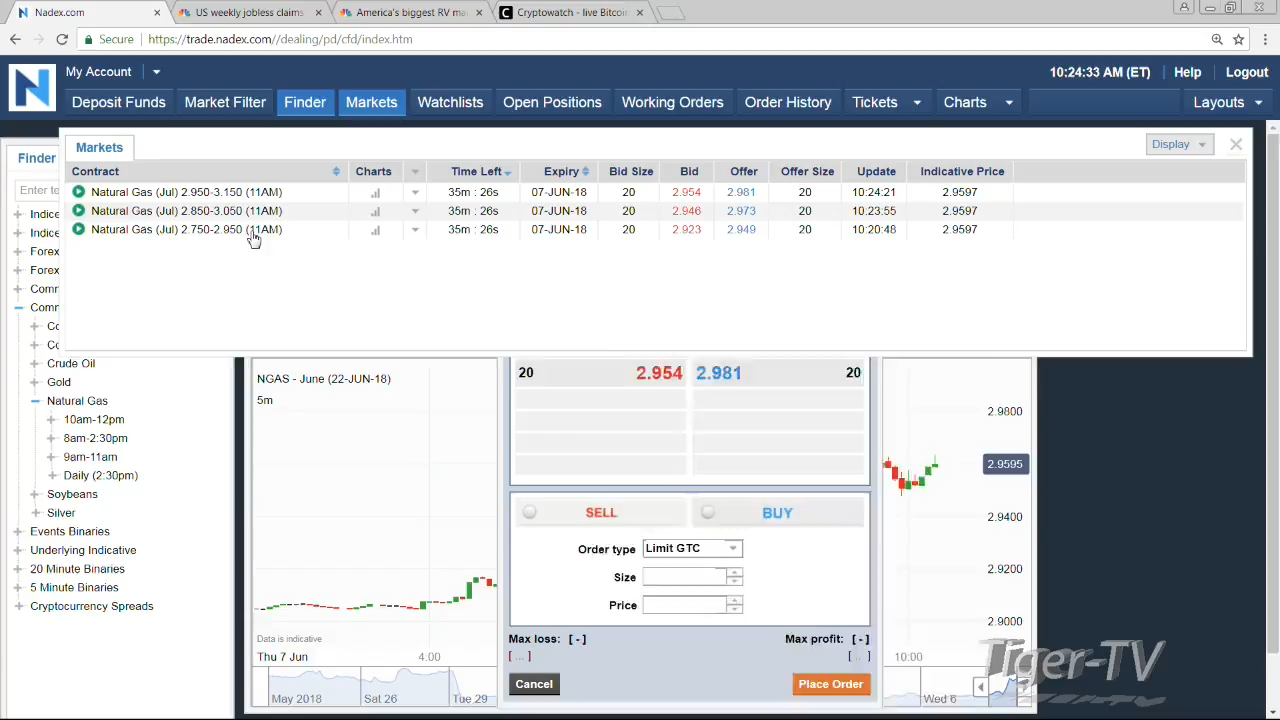 Nadex.com
US weekly jobless claims
America's biggest RV ma
Cryptowatch - live Bitcoin
Secure
https://trade.nadex.com//dealing/pd/cfd/index.htm
My Account
10:24:33 AM (ET)
Help
Logout
Deposit Funds
Market Filter
Finder
Markets
Watchlists
Open Positions
Working Orders
Order History
Tickets
Charts
Layouts
Finder
Markets
Display
Contract Charts Time Left Expiry Bid Size Bid Offer Offer Size Update Indicative Price
Natural Gas (Jul) 2.950-3.150 (11AM) 35m : 26s 07-JUN-18 20 2.954 2.981 20 10:24:21 2.9597
Natural Gas (Jul) 2.850-3.050 (11AM) 35m : 26s 07-JUN-18 20 2.946 2.973 20 10:23:55 2.9597
Natural Gas (Jul) 2.750-2.950 (11AM) 35m : 26s 07-JUN-18 20 2.923 2.949 20 10:20:48 2.9597
Enter te
Indice
Indice
Forex
Forex
Comm
Comm
Co
Co
Crude Oil
Gold
Natural Gas
10am-12pm
8am-2:30pm
9am-11am
Daily (2:30pm)
Soybeans
Silver
Events Binaries
Underlying Indicative
20 Minute Binaries
5 Minute Binaries
Cryptocurrency Spreads
NGAS - June (22-JUN-18)
5m
Data is indicative
Thu 7 Jun
4:00
May 2018
Sat 26
Tue 29
20 2.954 2.981 20
SELL
BUY
Order type Limit GTC
Size
Price
Max loss: [ - ]
[ ... ]
Max profit: [ - ]
[ .. ]
Cancel
Place Order
2.9800
2.9595
2.9400
2.9200
2.9000
10:00
Wed 6
Tiger-TV